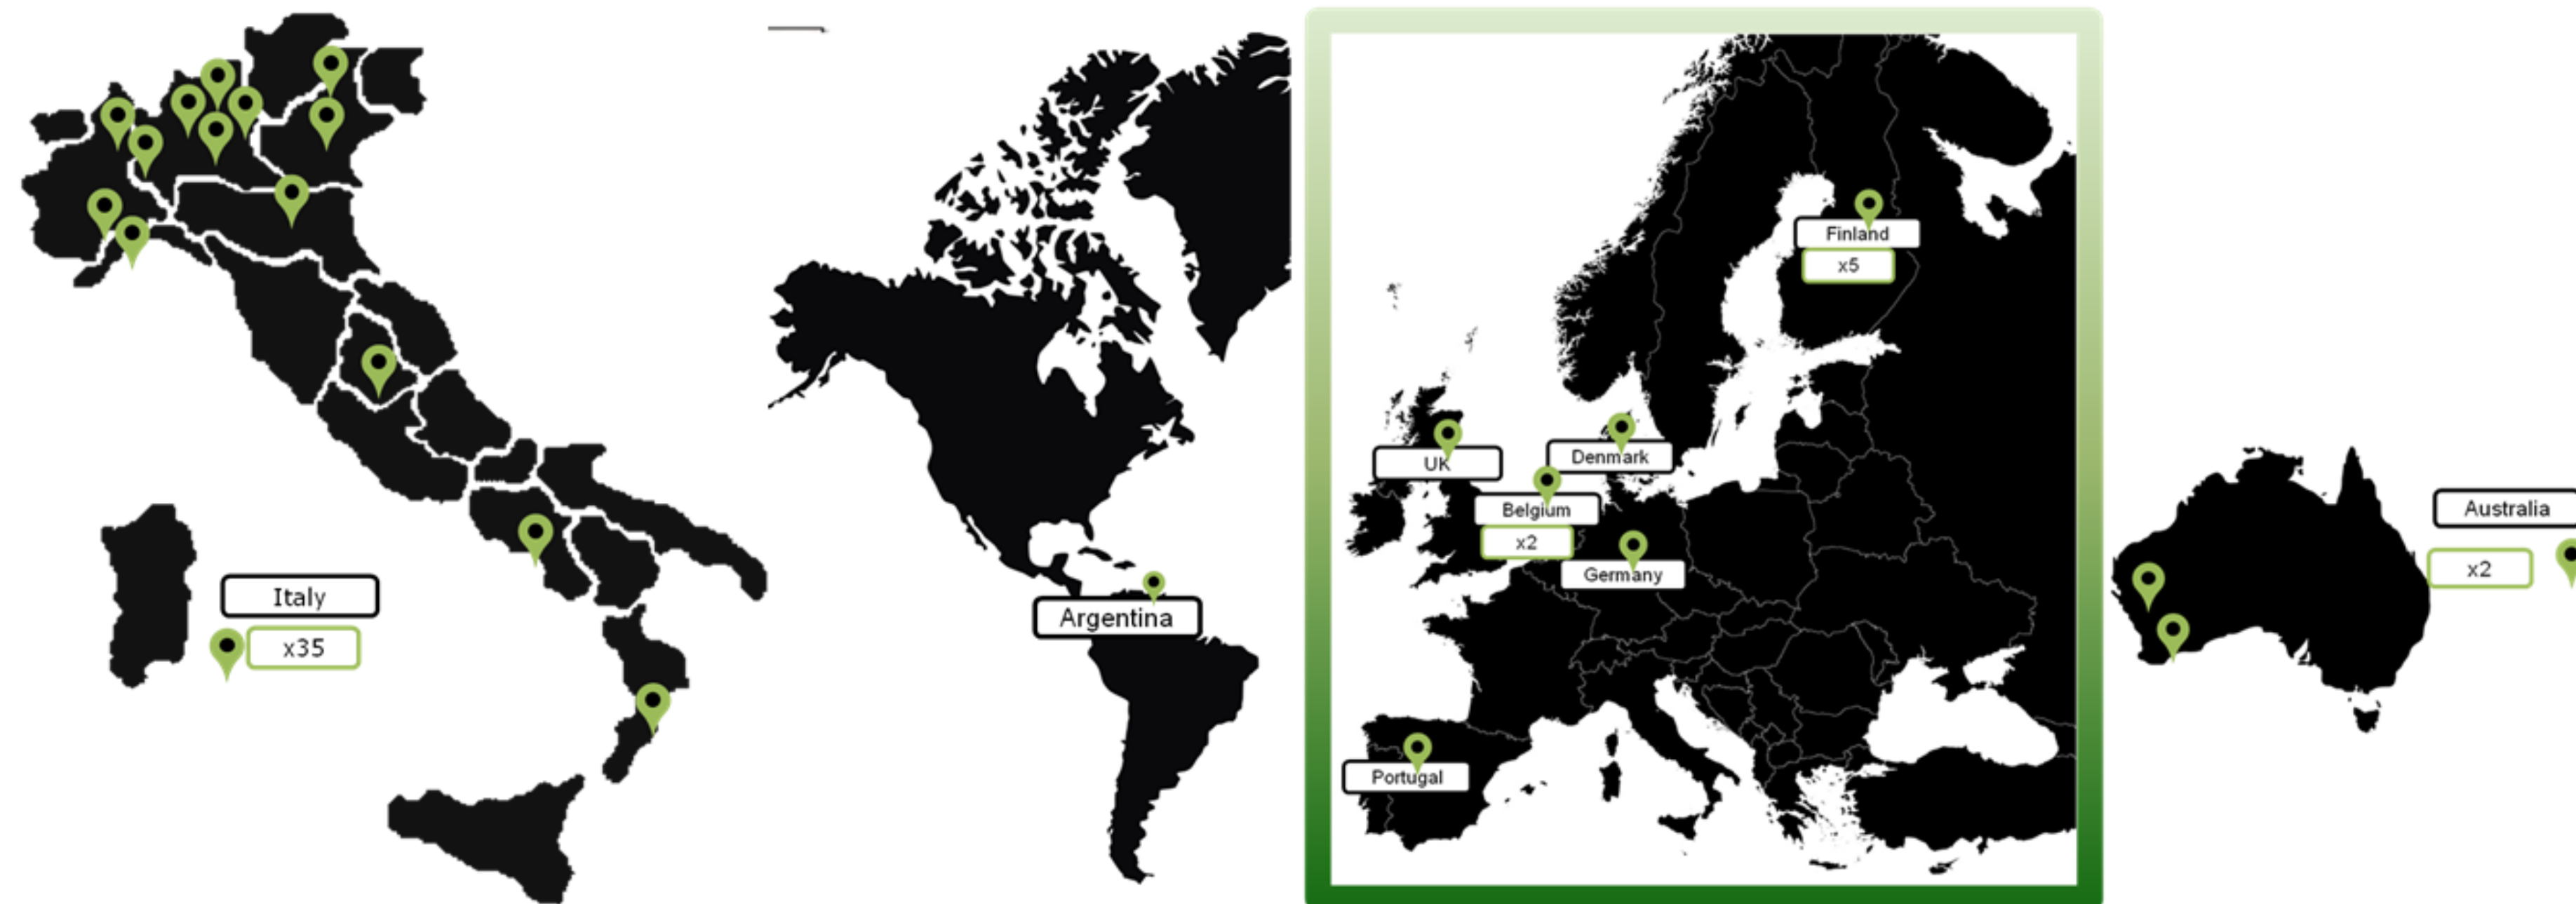 Italy
x35
Argentina
Finland
x5
UK
Denmark
Belgium
x2
Germany
Portugal
Australia
x2